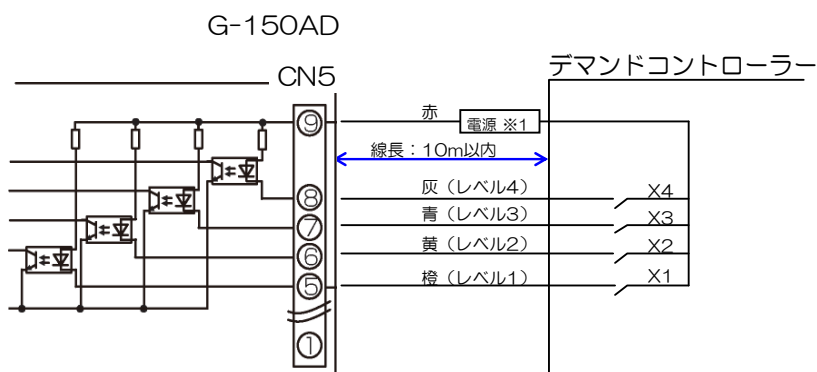 G-150AD
CN5
デマンドコントローラー
⑨
赤
電源 ※1
線長：10m以内
⑧
灰（レベル4）
X4
⑦
青（レベル3）
X3
⑥
黄（レベル2）
X2
⑤
橙（レベル1）
X1
①